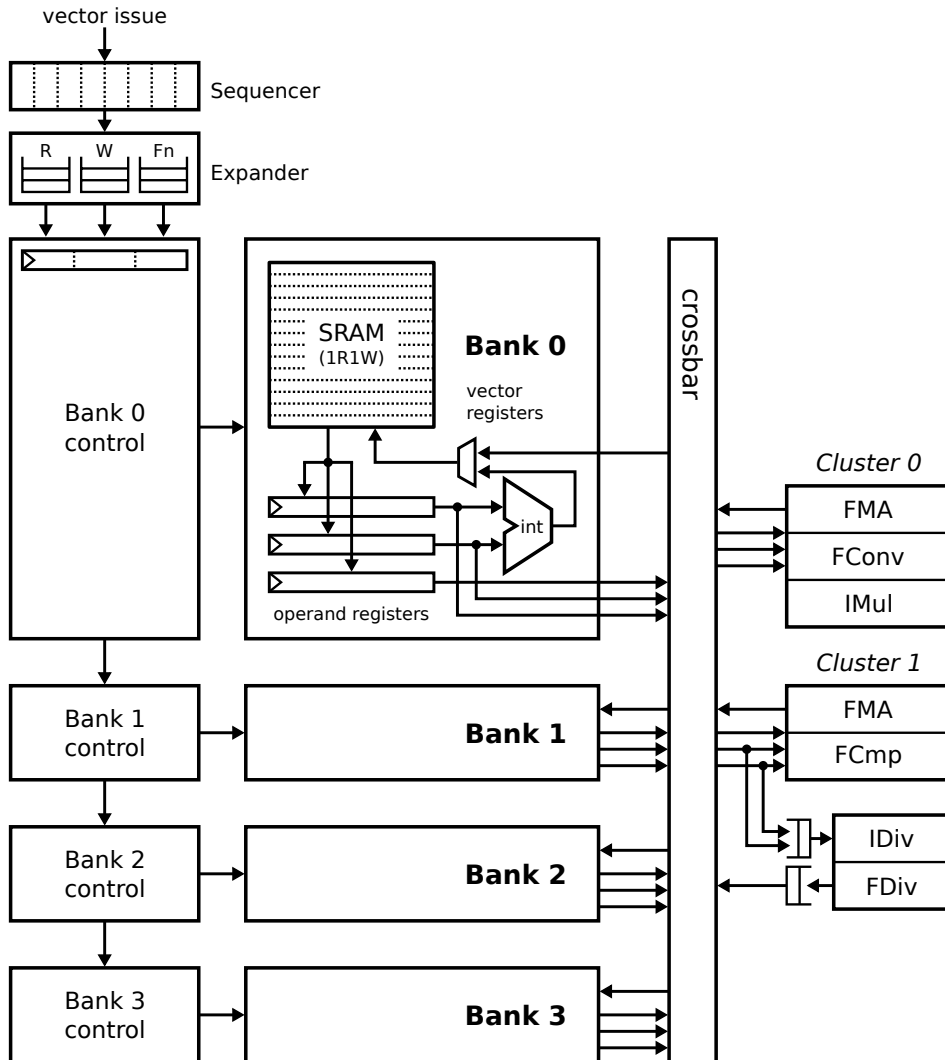 vector issue
Sequencer
R W Fn
Expander
Bank 0
control
SRAM
(1R1W)
Bank 0
vector
registers
int
operand registers
crossbar
Cluster 0
FMA
FConv
IMul
Cluster 1
FMA
FCmp
IDiv
FDiv
Bank 1
control
Bank 1
Bank 2
control
Bank 2
Bank 3
control
Bank 3